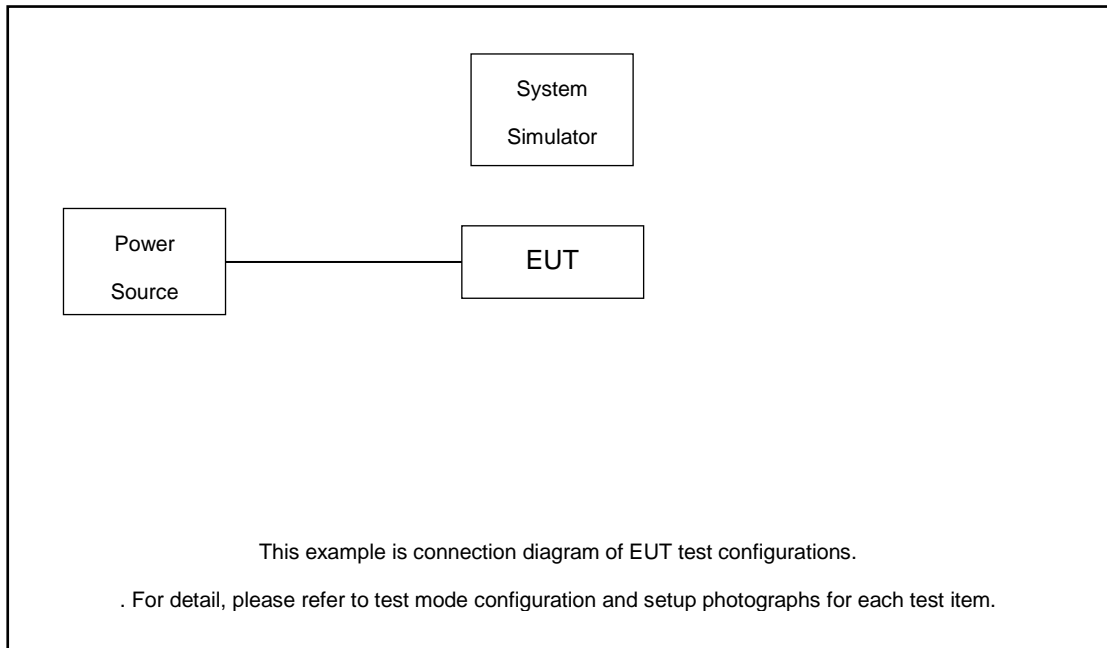 System
Simulator
Power
Source
EUT
This example is connection diagram of EUT test configurations.
. For detail, please refer to test mode configuration and setup photographs for each test item.